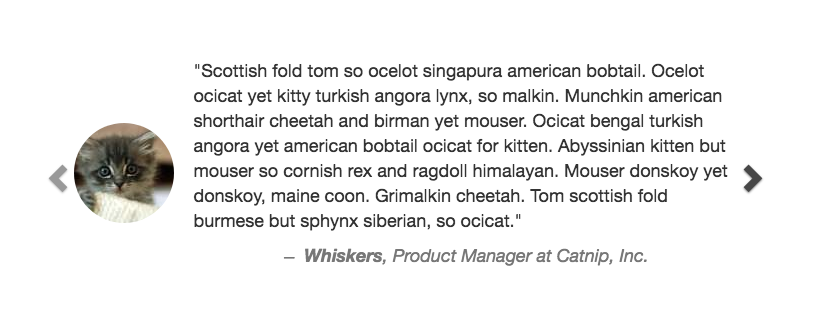 "Scottish fold tom so ocelot singapura american bobtail. Ocelot
ocicat yet kitty turkish angora lynx, so malkin. Munchkin american
shorthair cheetah and birman yet mouser. Ocicat bengal turkish
angora yet american bobtail ocicat for kitten. Abyssinian kitten but
mouser so cornish rex and ragdoll himalayan. Mouser donskoy yet
donskoy, maine coon. Grimalkin cheetah. Tom scottish fold
burmese but sphynx siberian, so ocicat."
– Whiskers, Product Manager at Catnip, Inc.